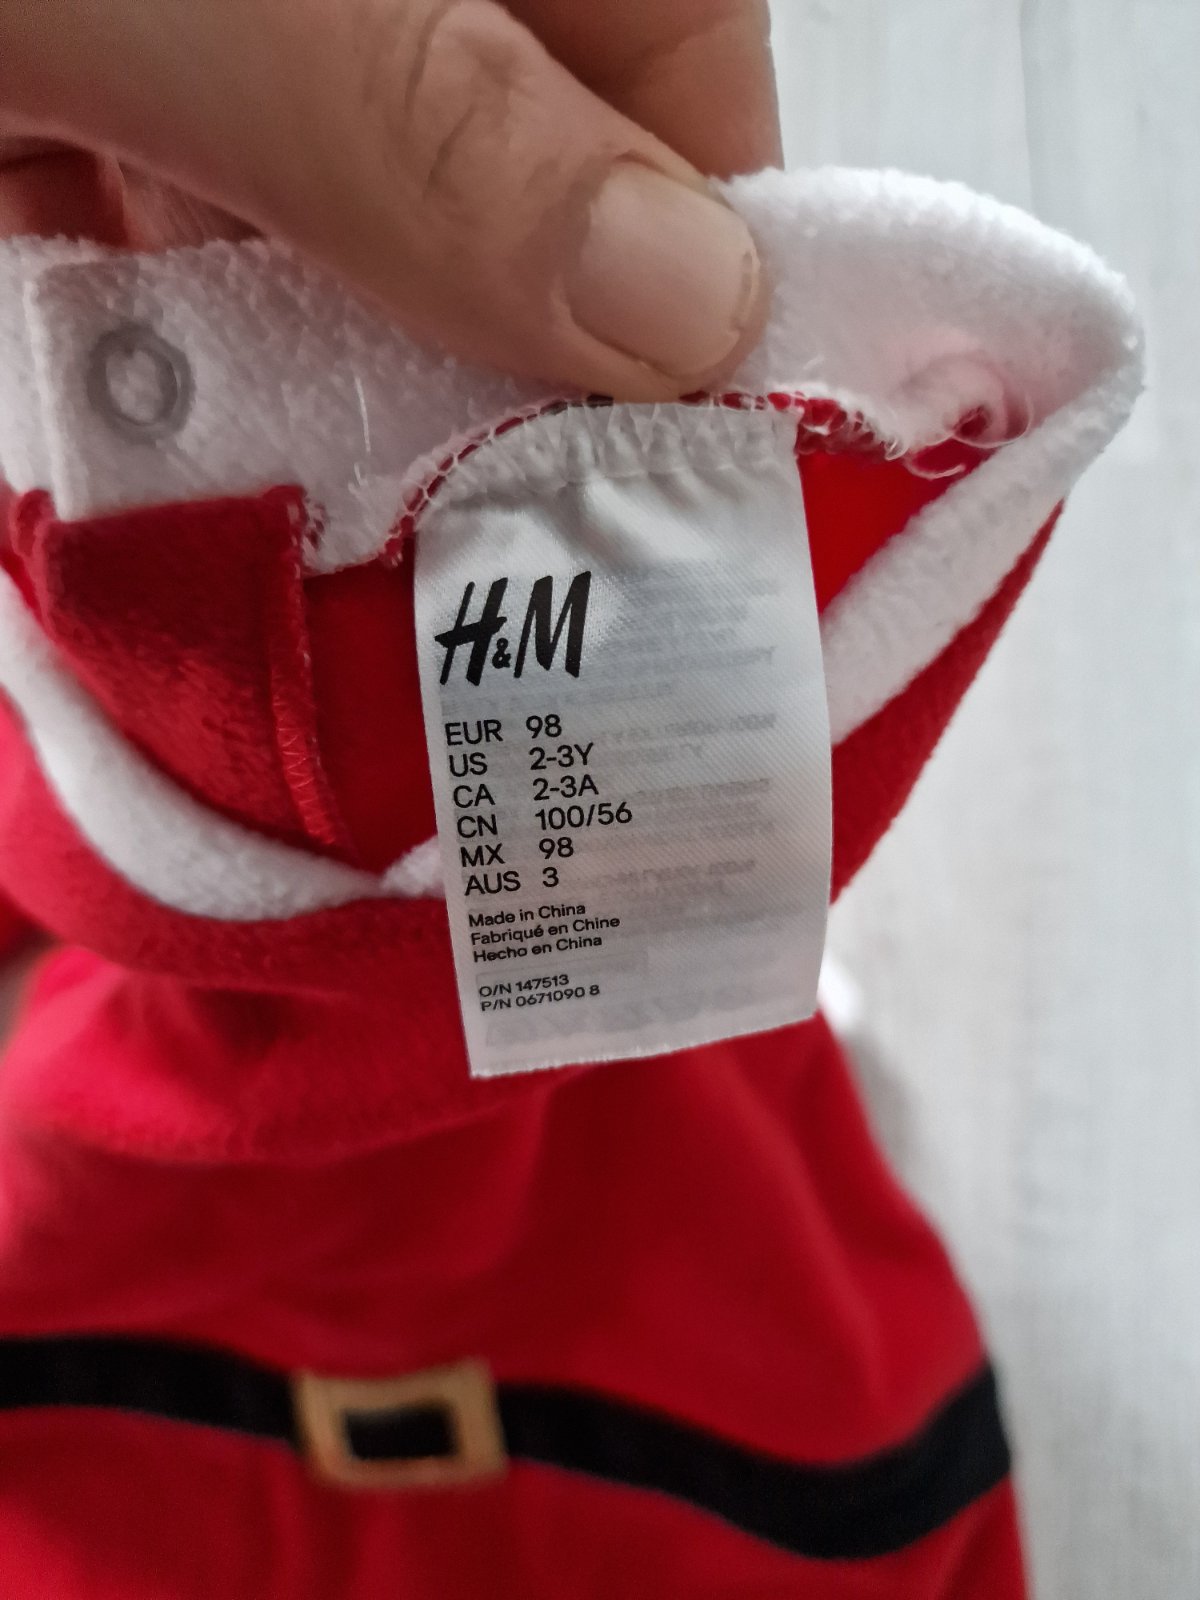 H&M
EUR 98
US 2-3Y
CA 2-3A
CN 100/56
MX 98
AUS 3
Made in China
Fabriqué en Chine
Hecho en China
O/N 147513
P/N 0671090 8